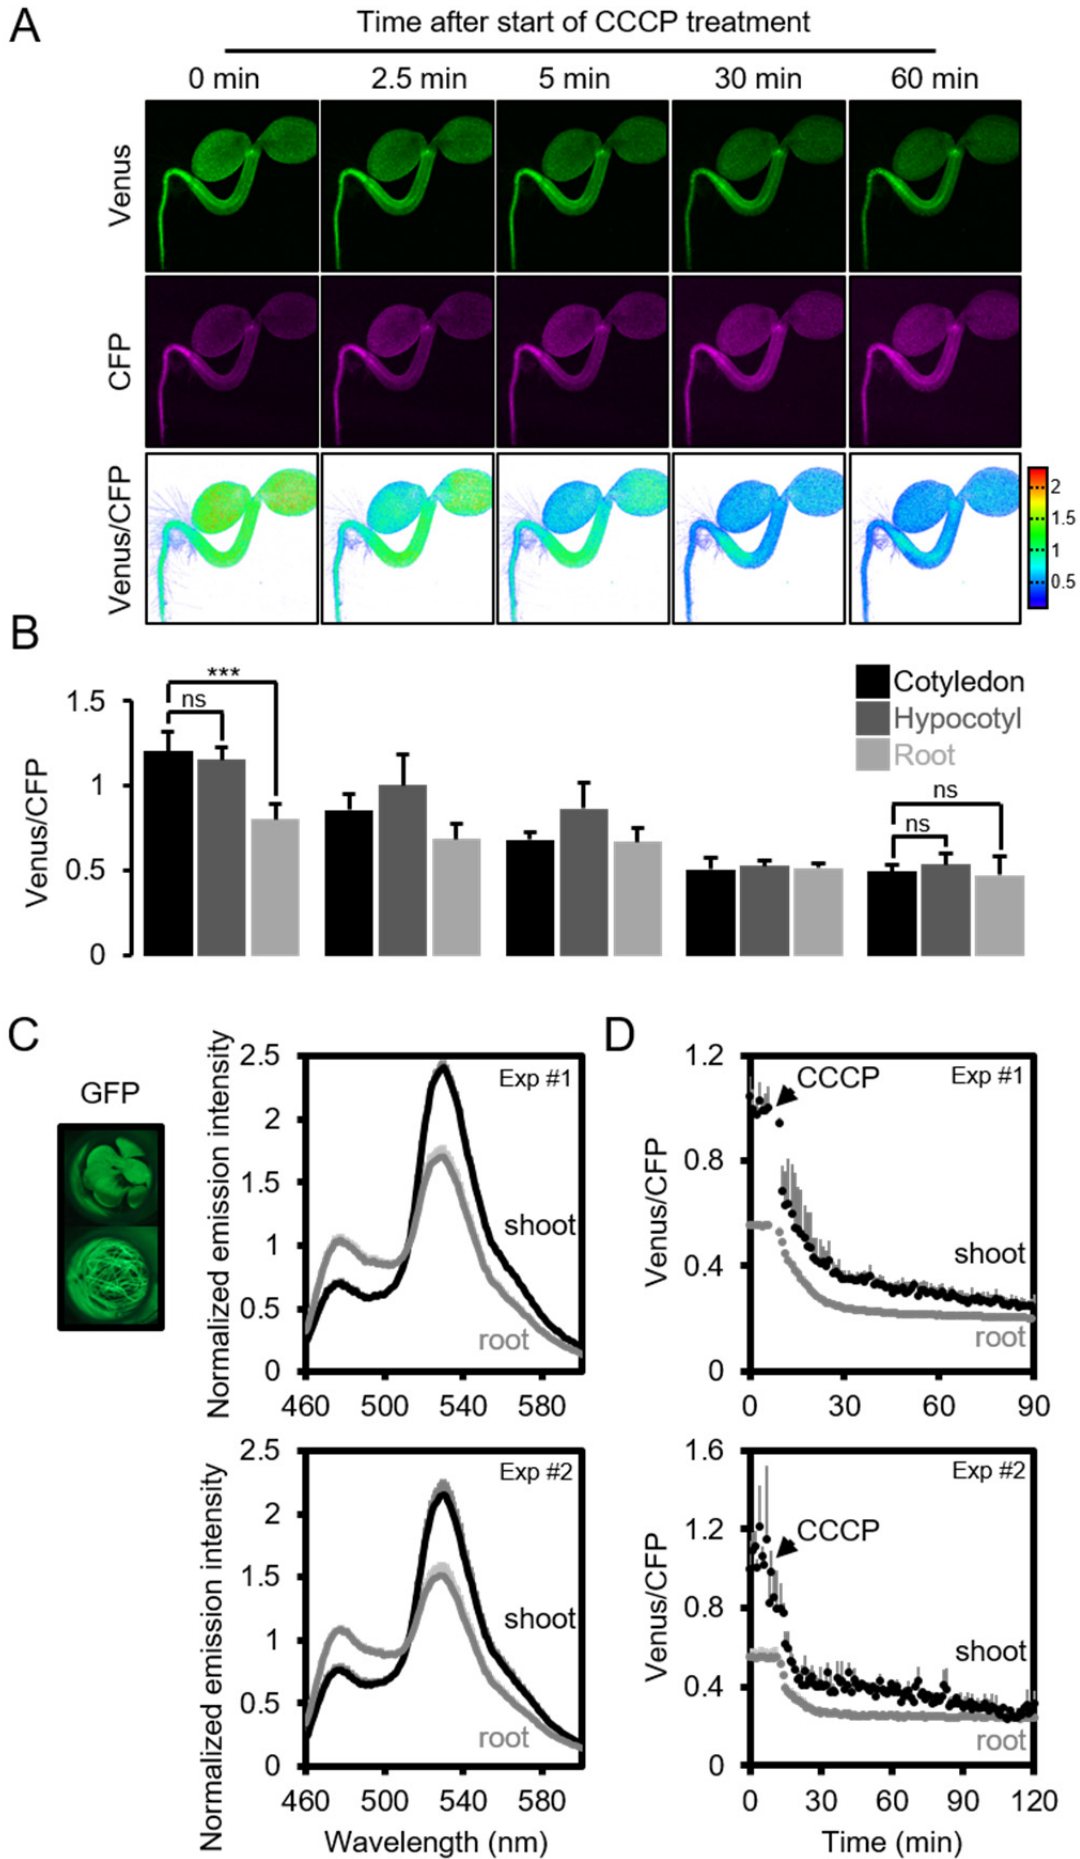 A
Time after start of CCCP treatment
0 min 2.5 min 5 min 30 min 60 min
Venus
CFP
Venus/CFP
2
1.5
1
0.5
B
Venus/CFP
1.5
1
0.5
0
***
ns
Cotyledon
Hypocotyl
Root
ns
ns
C
GFP
Normalized emission intensity
2.5
2
1.5
1
0.5
0
Exp #1
shoot
root
460 500 540 580
Normalized emission intensity
2.5
2
1.5
1
0.5
0
Exp #2
shoot
root
460 500 540 580
Wavelength (nm)
D
Venus/CFP
1.2
0.8
0.4
0
Exp #1
CCCP
shoot
root
0 30 60 90
Venus/CFP
1.6
1.2
0.8
0.4
0
Exp #2
CCCP
shoot
root
0 30 60 90 120
Time (min)